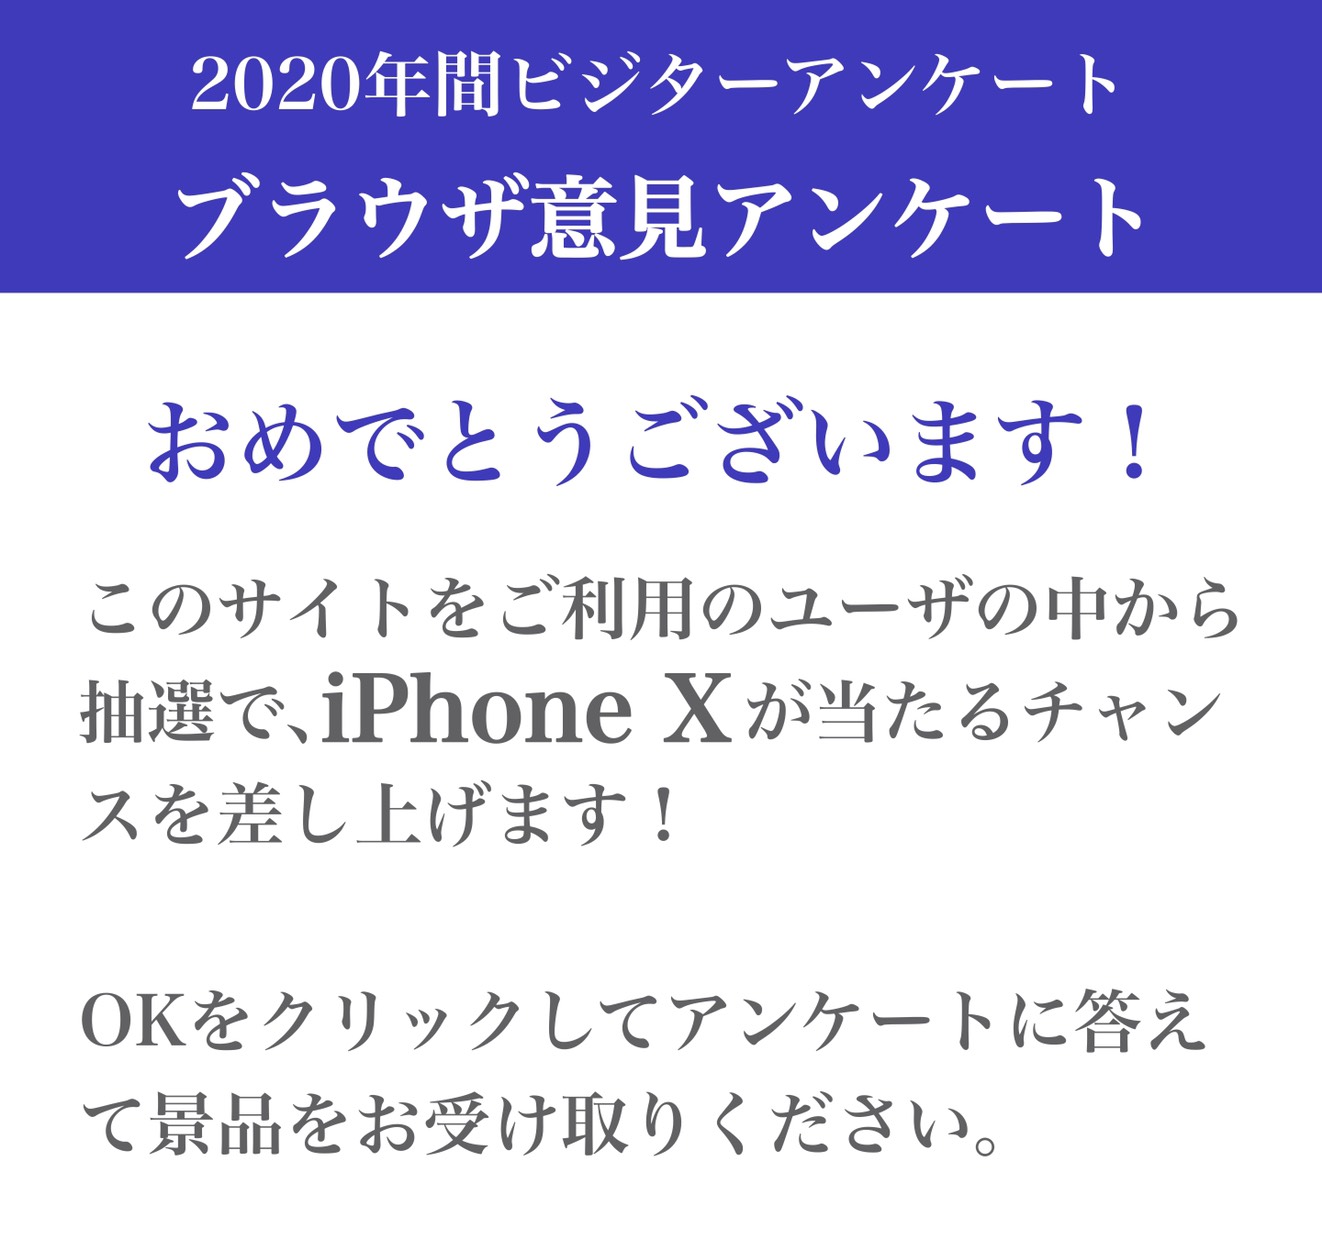 2020年間ビジターアンケート
ブラウザ意見アンケート
おめでとうございます！
このサイトをご利用のユーザの中から
抽選で、iPhone Xが当たるチャン
スを差し上げます！
OKをクリックしてアンケートに答え
て景品をお受け取りください。